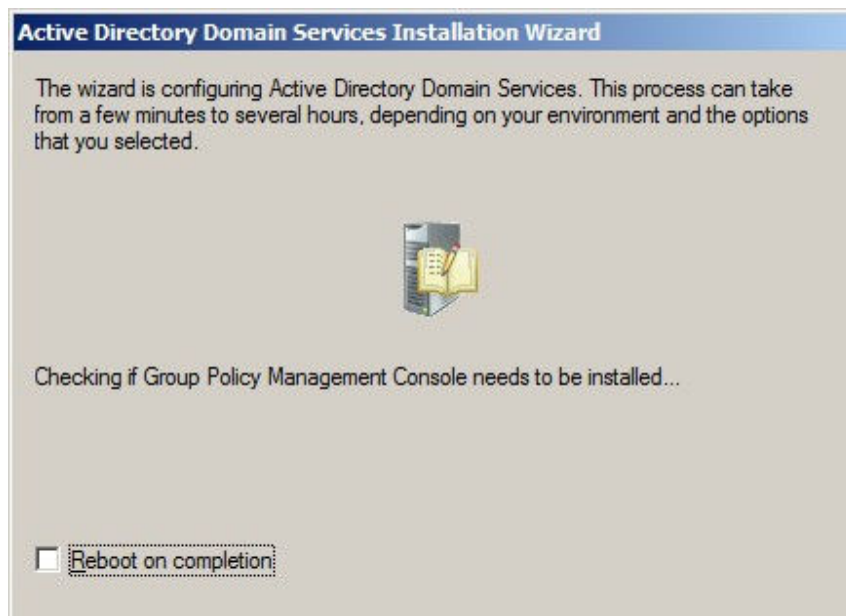 Active Directory Domain Services Installation Wizard
The wizard is configuring Active Directory Domain Services. This process can take
from a few minutes to several hours, depending on your environment and the options
that you selected.
Checking if Group Policy Management Console needs to be installed...
Reboot on completion